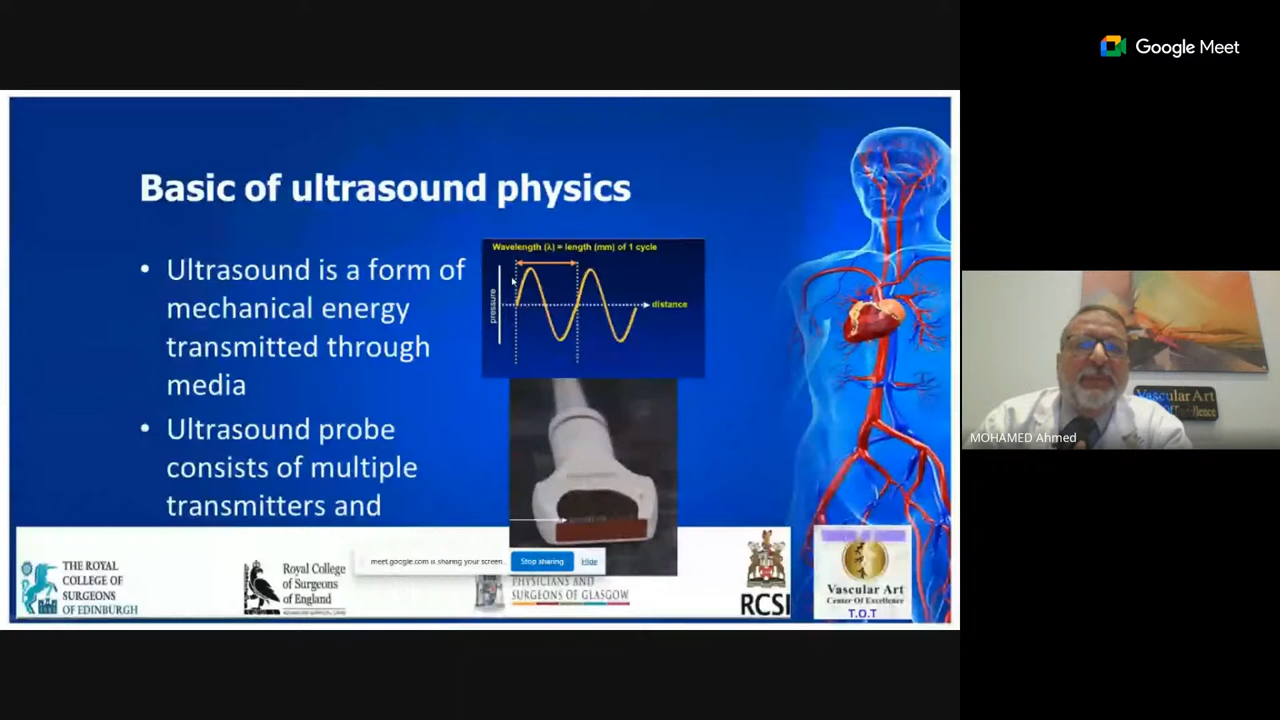 Google Meet
Basic of ultrasound physics
• Ultrasound is a form of
mechanical energy
transmitted through
media
• Ultrasound probe
consists of multiple
transmitters and
Wavelength (λ) = length (mm) of 1 cycle
pressure
distance
THE ROYAL
COLLEGE OF
SURGEONS
OF EDINBURGH
Royal College
of Surgeons
of England
meet.google.com is sharing your screen.
Stop sharing
Hide
PHYSICIANS AND
SURGEONS OF GLASGOW
RCSI
Vascular Art
Center Of Excellence
T.O.T
Vascular Art
MOHAMED Ahmed